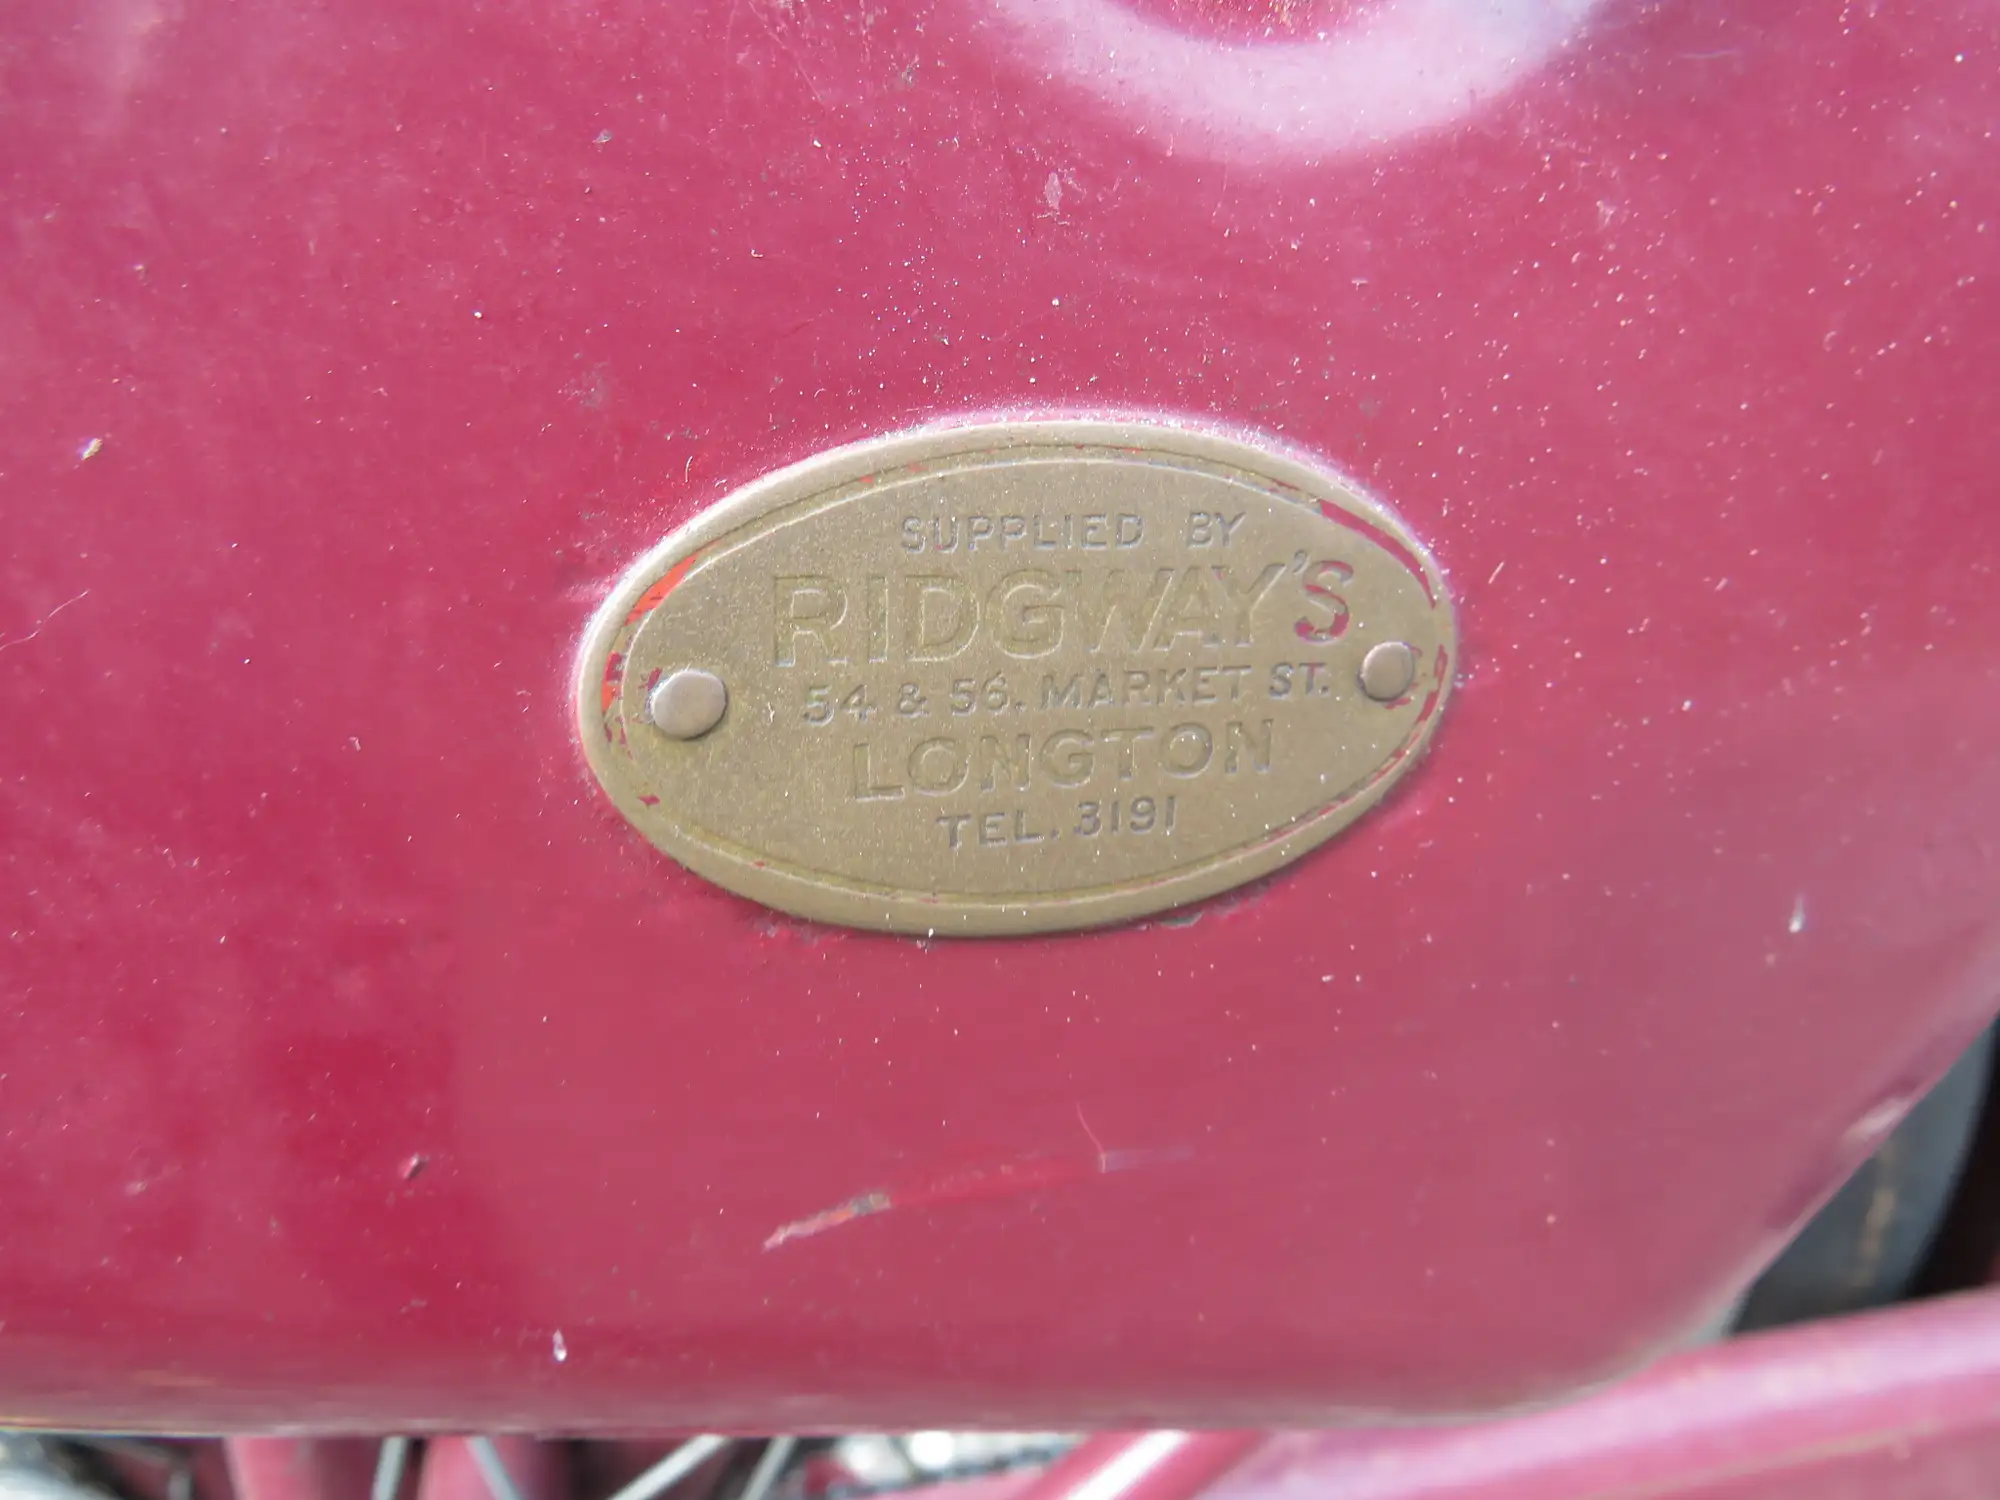 SUPPLIED BY
RIDGWAY'S
54 & 56. MARKET ST.
LONGTON
TEL. 3191